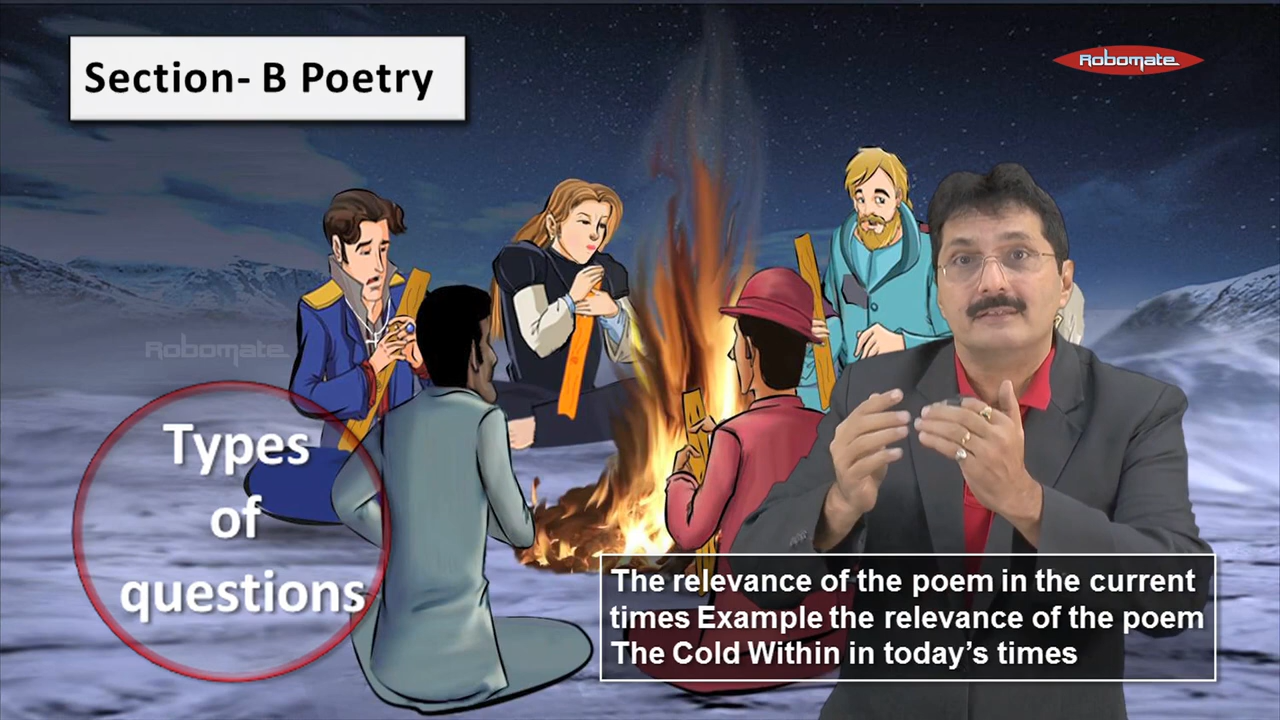 Section- B Poetry
Robomate
Robomate
Types
of
questions
The relevance of the poem in the current
times Example the relevance of the poem
The Cold Within in today's times